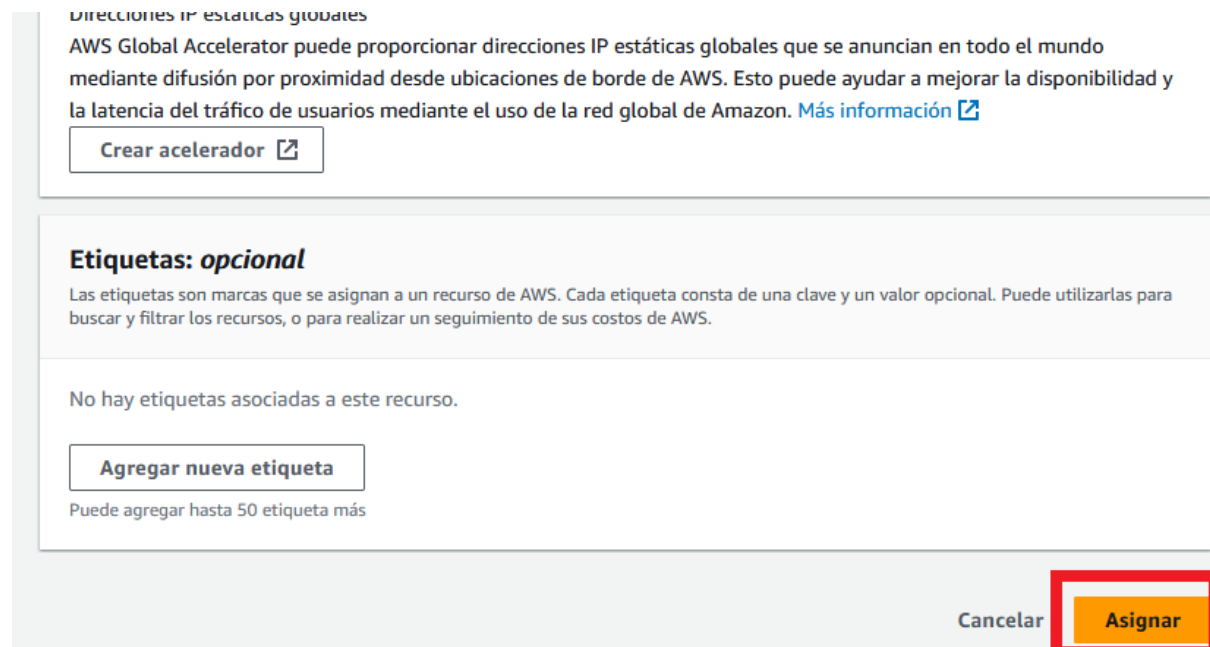 Direcciones IP estáticas globales
AWS Global Accelerator puede proporcionar direcciones IP estáticas globales que se anuncian en todo el mundo
mediante difusión por proximidad desde ubicaciones de borde de AWS. Esto puede ayudar a mejorar la disponibilidad y
la latencia del tráfico de usuarios mediante el uso de la red global de Amazon. Más información
Crear acelerador
Etiquetas: opcional
Las etiquetas son marcas que se asignan a un recurso de AWS. Cada etiqueta consta de una clave y un valor opcional. Puede utilizarlas para
buscar y filtrar los recursos, o para realizar un seguimiento de sus costos de AWS.
No hay etiquetas asociadas a este recurso.
Agregar nueva etiqueta
Puede agregar hasta 50 etiqueta más
Cancelar Asignar